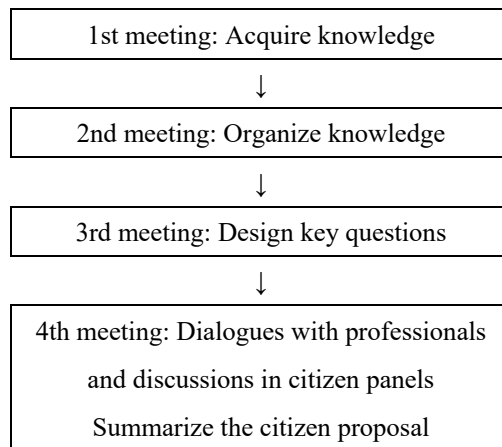 1st meeting: Acquire knowledge
↓
2nd meeting: Organize knowledge
↓
3rd meeting: Design key questions
↓
4th meeting: Dialogues with professionals
and discussions in citizen panels
Summarize the citizen proposal